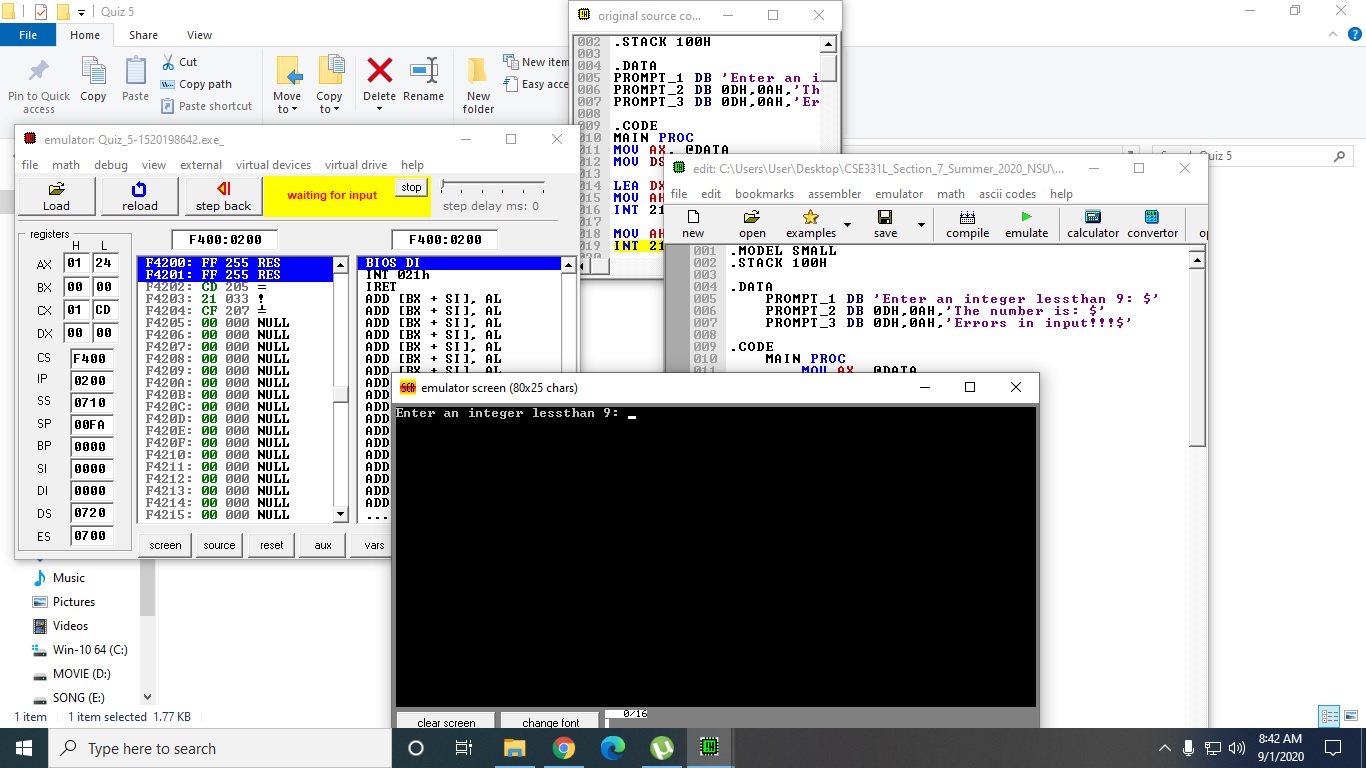 Quiz 5
File Home Share View
Pin to Quick access
Copy
Paste
Cut
Copy path
Paste shortcut
Move to
Copy to
Delete
Rename
New folder
New item
Easy acce
Quiz 5
original source co...
002 .STACK 100H
003
004 .DATA
005 PROMPT_1 DB 'Enter an i
006 PROMPT_2 DB 0DH,0AH,'Th
007 PROMPT_3 DB 0DH,0AH,'Er
008
009 .CODE
010 MAIN PROC
011 MOV AX, @DATA
012 MOV DS
013
014 LEA DX
015 MOV AH
016 INT 21
017
018 MOV AH
019 INT 21
020
emulator: Quiz_5-1520198642.exe_
file math debug view external virtual devices virtual drive help
Load
reload
step back
waiting for input
stop
step delay ms: 0
registers
H L
AX 01 24
BX 00 00
CX 01 CD
DX 00 00
CS F400
IP 0200
SS 0710
SP 00FA
BP 0000
SI 0000
DI 0000
DS 0720
ES 0700
F400:0200
F4200: FF 255 RES
F4201: FF 255 RES
F4202: CD 205 =
F4203: 21 033 !
F4204: CF 207 ╧
F4205: 00 000 NULL
F4206: 00 000 NULL
F4207: 00 000 NULL
F4208: 00 000 NULL
F4209: 00 000 NULL
F420A: 00 000 NULL
F420B: 00 000 NULL
F420C: 00 000 NULL
F420D: 00 000 NULL
F420E: 00 000 NULL
F420F: 00 000 NULL
F4210: 00 000 NULL
F4211: 00 000 NULL
F4212: 00 000 NULL
F4213: 00 000 NULL
F4214: 00 000 NULL
F4215: 00 000 NULL
F400:0200
BIOS DI
INT 021h
IRET
ADD [BX + SI], AL
ADD [BX + SI], AL
ADD [BX + SI], AL
ADD [BX + SI], AL
ADD [BX + SI], AL
ADD [BX + SI], AL
ADD
ADD
ADD
ADD
ADD
ADD
ADD
ADD
ADD
ADD
ADD
ADD
...
screen source reset aux vars
edit: C:\Users\User\Desktop\CSE331L_Section_7_Summer_2020_NSU\...
file edit bookmarks assembler emulator math ascii codes help
new open examples save compile emulate calculator convertor op
001 .MODEL SMALL
002 .STACK 100H
003
004 .DATA
005 PROMPT_1 DB 'Enter an integer lessthan 9: $'
006 PROMPT_2 DB 0DH,0AH,'The number is: $'
007 PROMPT_3 DB 0DH,0AH,'Errors in input!!!$'
008
009 .CODE
010 MAIN PROC
011 MOV AX, @DATA
emulator screen (80x25 chars)
Enter an integer lessthan 9: _
clear screen change font 0/16
Music
Pictures
Videos
Win-10 64 (C:)
MOVIE (D:)
SONG (E:)
1 item 1 item selected 1.77 KB
Type here to search
8:42 AM
9/1/2020